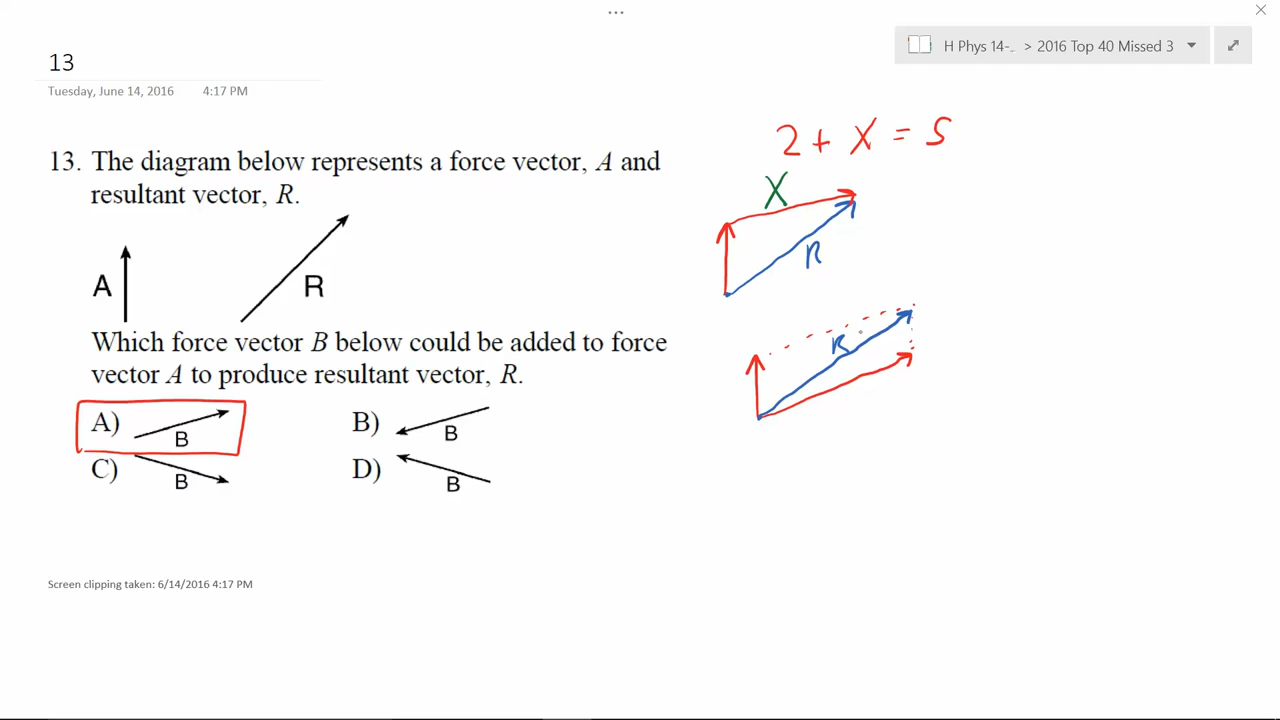 ...
H Phys 14-.. > 2016 Top 40 Missed 3
13
Tuesday, June 14, 2016 4:17 PM
2 + X = 5
13. The diagram below represents a force vector, A and
resultant vector, R.
X
A
R
R
Which force vector B below could be added to force
vector A to produce resultant vector, R.
R
A) B
B) B
C) B
D) B
Screen clipping taken: 6/14/2016 4:17 PM